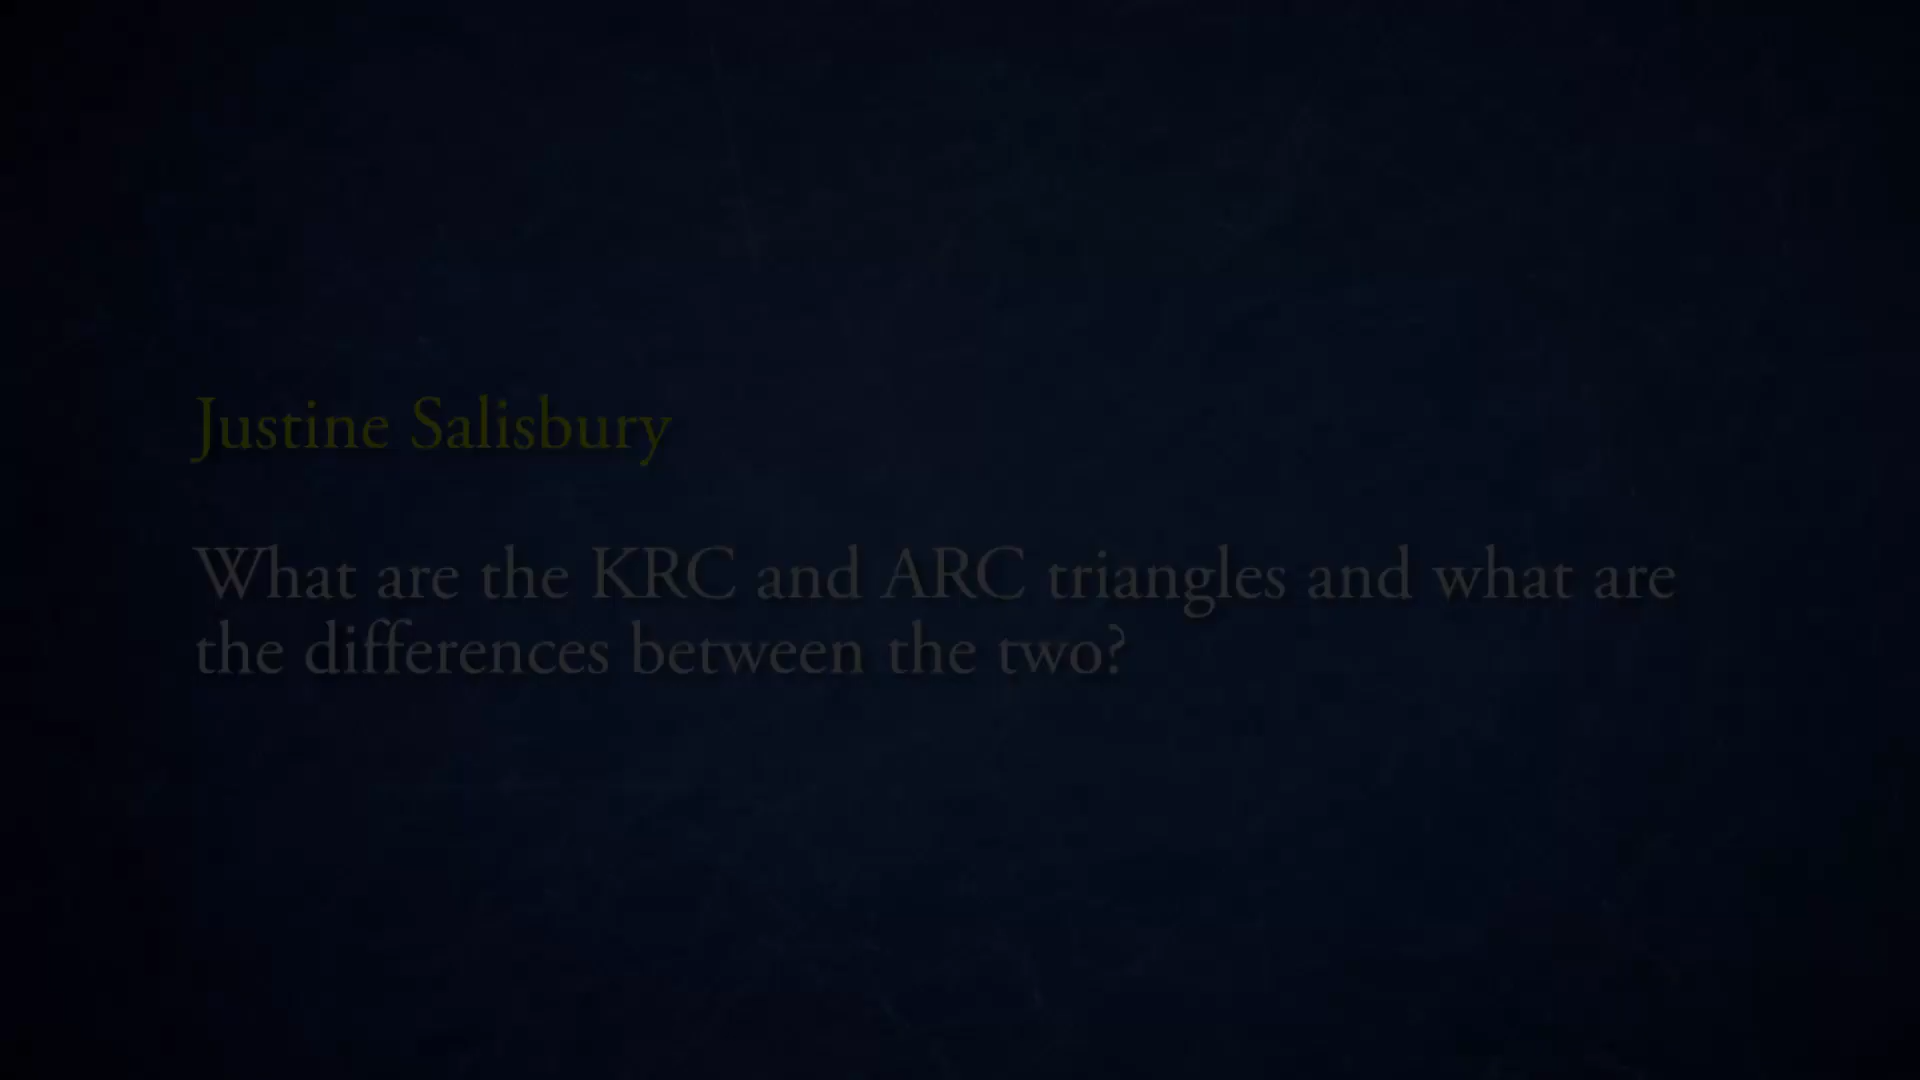 Justine Salisbury
What are the KRC and ARC triangles and what are
the differences between the two?